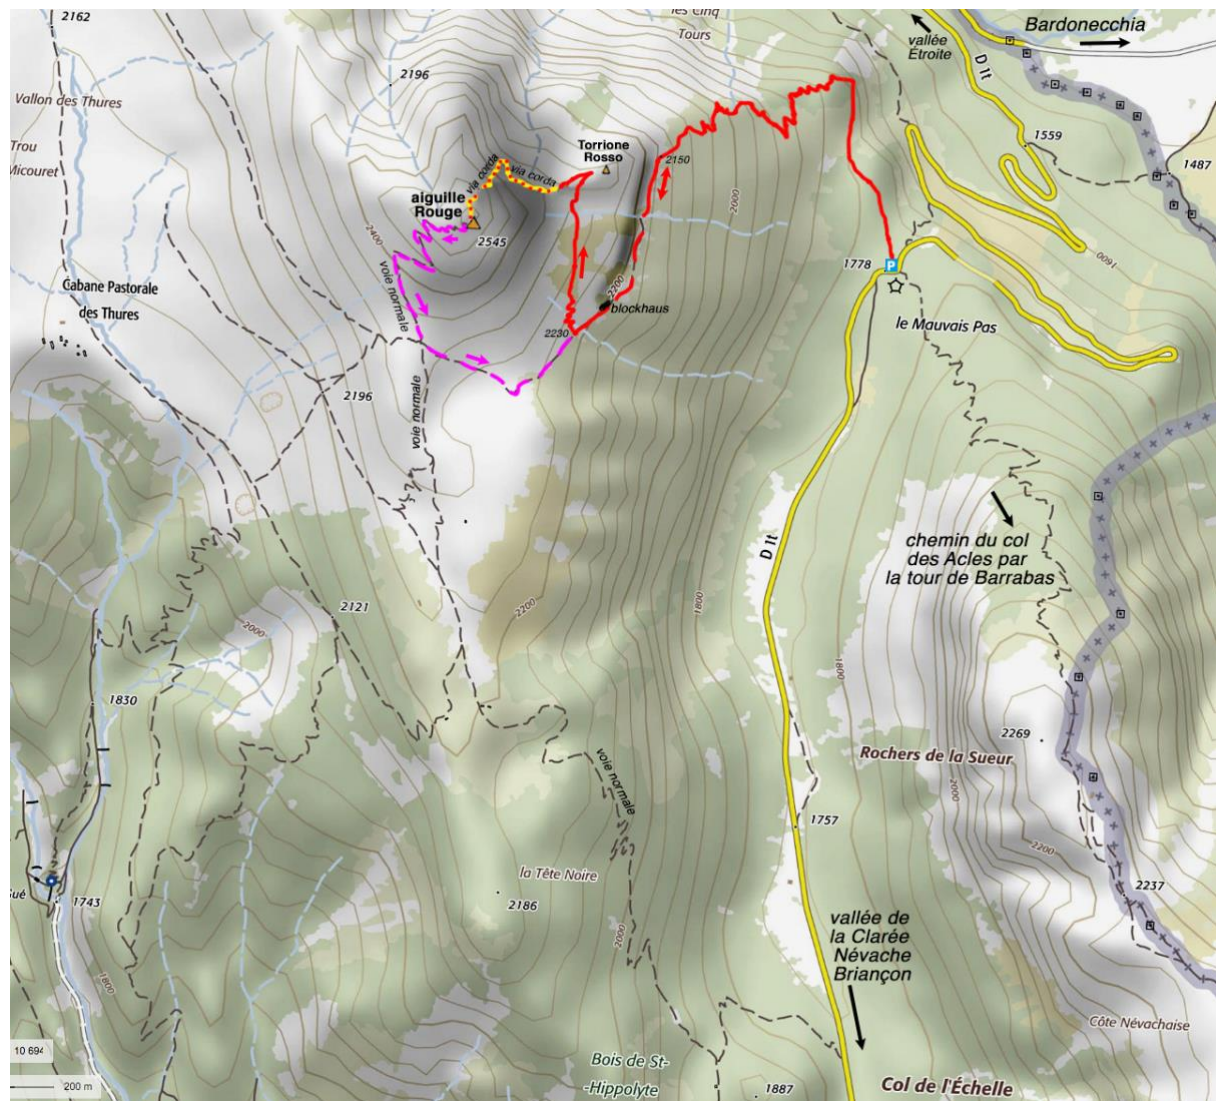 2162
les Cinq
Tours
Bardonecchia
vallée
Étroite
D 1t
2196
Vallon des Thures
1559
Trou
Micouret
1487
Torrione
Rosso
2150
via corda
via corda
aiguille
Rouge
2000
2400
2545
1778
P
1600
Cabane Pastorale
des Thures
voie normale
2200
blockhaus
le Mauvais Pas
2230
2196
voie normale
D 1t
chemin du col
des Acles par
la tour de Barrabas
2121
2200
1800
2000
1800
1830
2269
Rochers de la Sueur
voie normale
2000
1757
2200
la Tête Noire
Gué
1743
2186
2237
vallée de
la Clarée
Névache
Briançon
2000
1800
Côte Névachaise
10 694
Bois de St-
-Hippolyte
200 m
1887
Col de l'Échelle